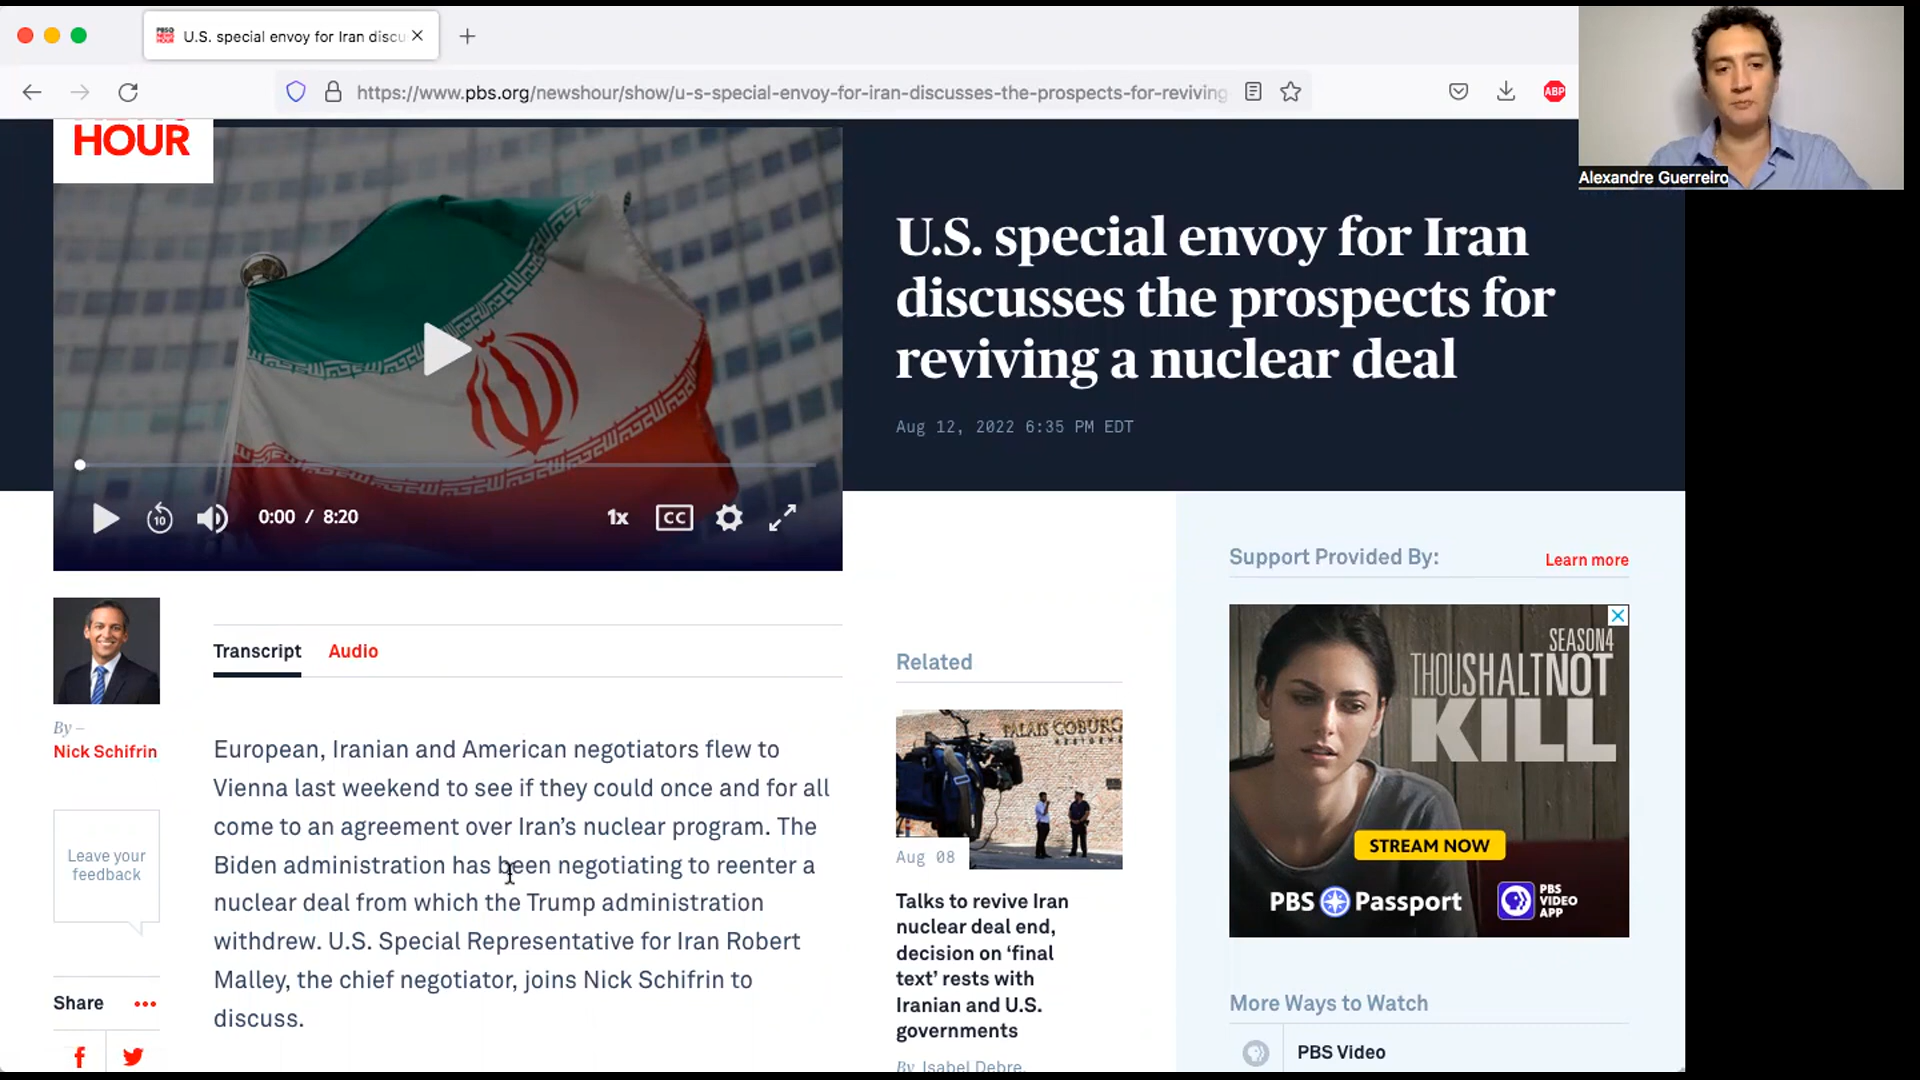 U.S. special envoy for Iran discu
https://www.pbs.org/newshour/show/u-s-special-envoy-for-iran-discusses-the-prospects-for-reviving
ABP
Alexandre Guerreiro
HOUR
U.S. special envoy for Iran
discusses the prospects for
reviving a nuclear deal
Aug 12, 2022 6:35 PM EDT
10
0:00 / 8:20
1x
CC
Support Provided By:
Learn more
SEASON 4
THOU SHALT NOT
KILL
STREAM NOW
PBS Passport
PBS
VIDEO
APP
By —
Nick Schifrin
Leave your
feedback
Share
Transcript
Audio
European, Iranian and American negotiators flew to
Vienna last weekend to see if they could once and for all
come to an agreement over Iran’s nuclear program. The
Biden administration has been negotiating to reenter a
nuclear deal from which the Trump administration
withdrew. U.S. Special Representative for Iran Robert
Malley, the chief negotiator, joins Nick Schifrin to
discuss.
Related
PALAIS COBURG
Aug 08
Talks to revive Iran
nuclear deal end,
decision on ‘final
text’ rests with
Iranian and U.S.
governments
By Isabel Debre,
More Ways to Watch
PBS Video